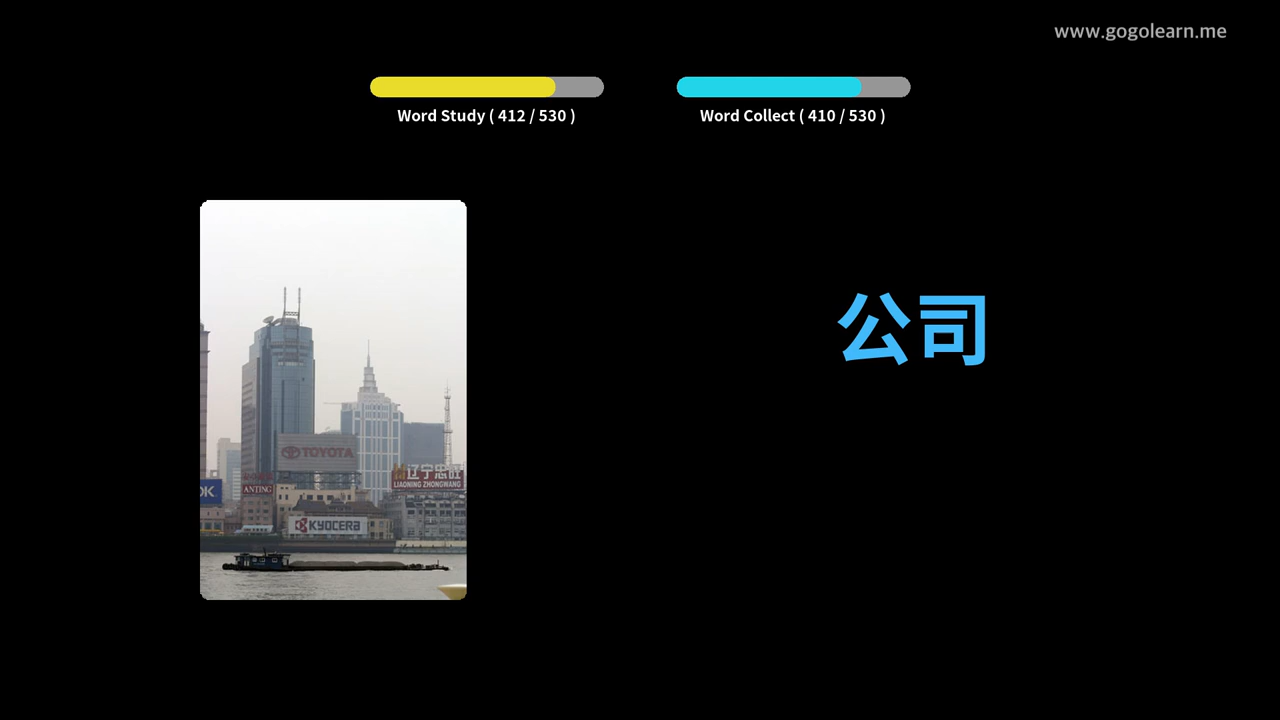 www.gogolearn.me
Word Study ( 412 / 530 )
Word Collect ( 410 / 530 )
公司
TOYOTA
辽宁忠旺
LIAONING ZHONGWANG
OK
ANTING
KYOCERA